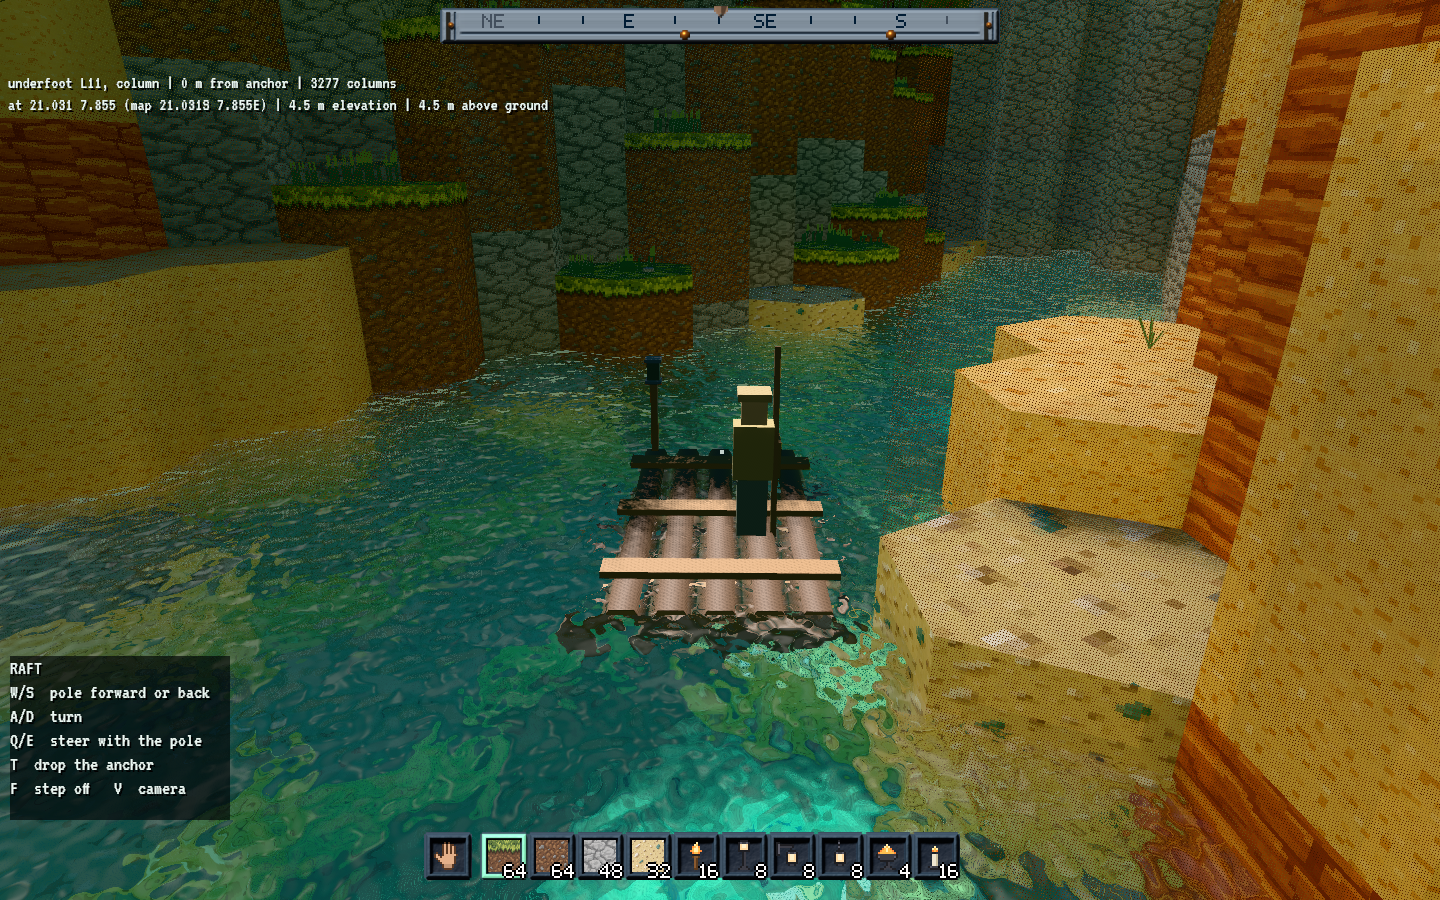 NE E SE S
underfoot L11, column | 0 m from anchor | 3277 columns
at 21.031 7.855 (map 21.031S 7.855E) | 4.5 m elevation | 4.5 m above ground
RAFT
W/S pole forward or back
A/D turn
Q/E steer with the pole
T drop the anchor
F step off V camera
64 64 48 32 16 8 8 8 4 16